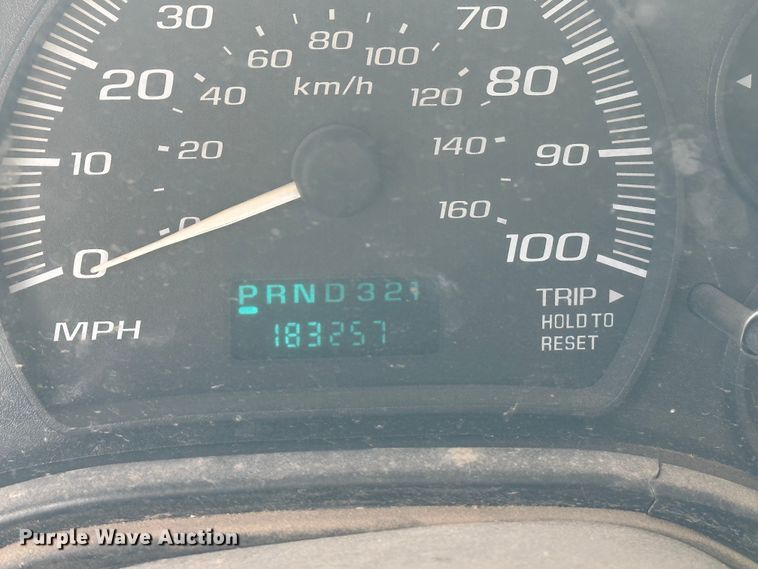 30 70
60 80 100
20 40 km/h 120 80
10 20 140 90
0 0 160 100
PRND321
183257
MPH
TRIP
HOLD TO
RESET
Purple Wave Auction